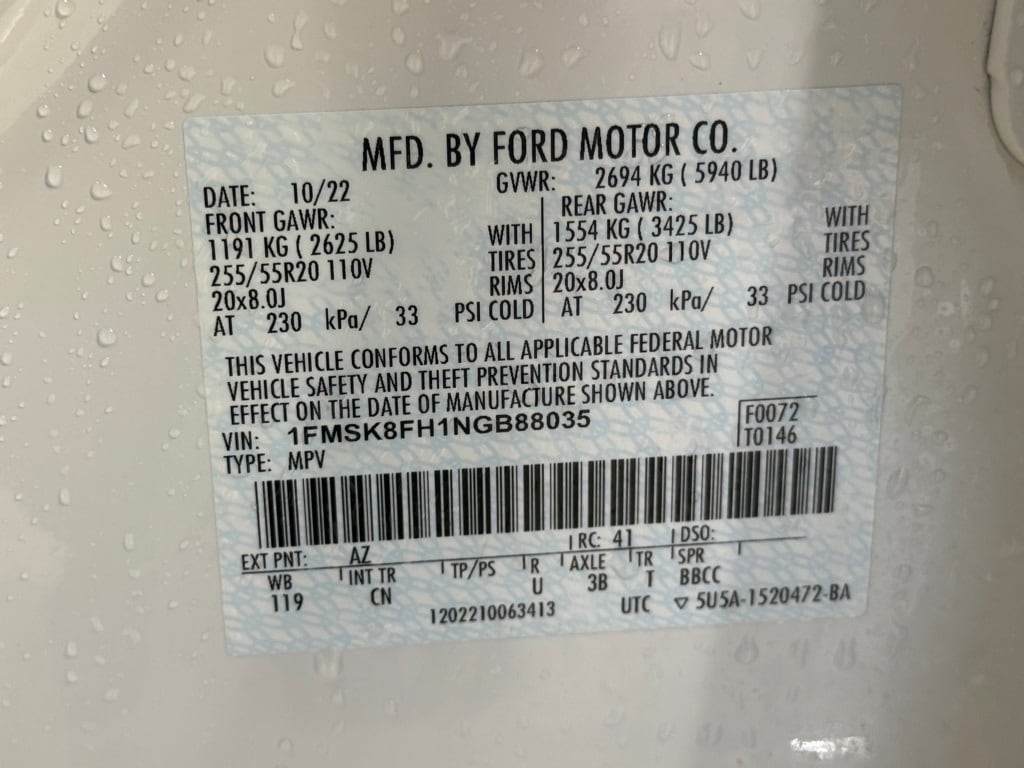 MFD. BY FORD MOTOR CO.
DATE: 10/22 GVWR: 2694 KG ( 5940 LB)
FRONT GAWR: REAR GAWR:
1191 KG ( 2625 LB) WITH 1554 KG ( 3425 LB) WITH
255/55R20 110V TIRES 255/55R20 110V TIRES
20x8.0J RIMS 20x8.0J RIMS
AT 230 kPa/ 33 PSI COLD AT 230 kPa/ 33 PSI COLD
THIS VEHICLE CONFORMS TO ALL APPLICABLE FEDERAL MOTOR
VEHICLE SAFETY AND THEFT PREVENTION STANDARDS IN
EFFECT ON THE DATE OF MANUFACTURE SHOWN ABOVE.
VIN: 1FMSK8FH1NGB88035 F0072
TYPE: MPV T0146
EXT PNT: AZ RC: 41 DSO:
WB INT TR TP/PS R AXLE TR SPR
119 CN U 3B T BBCC
1202210063413 UTC ▽ 5U5A-1520472-BA